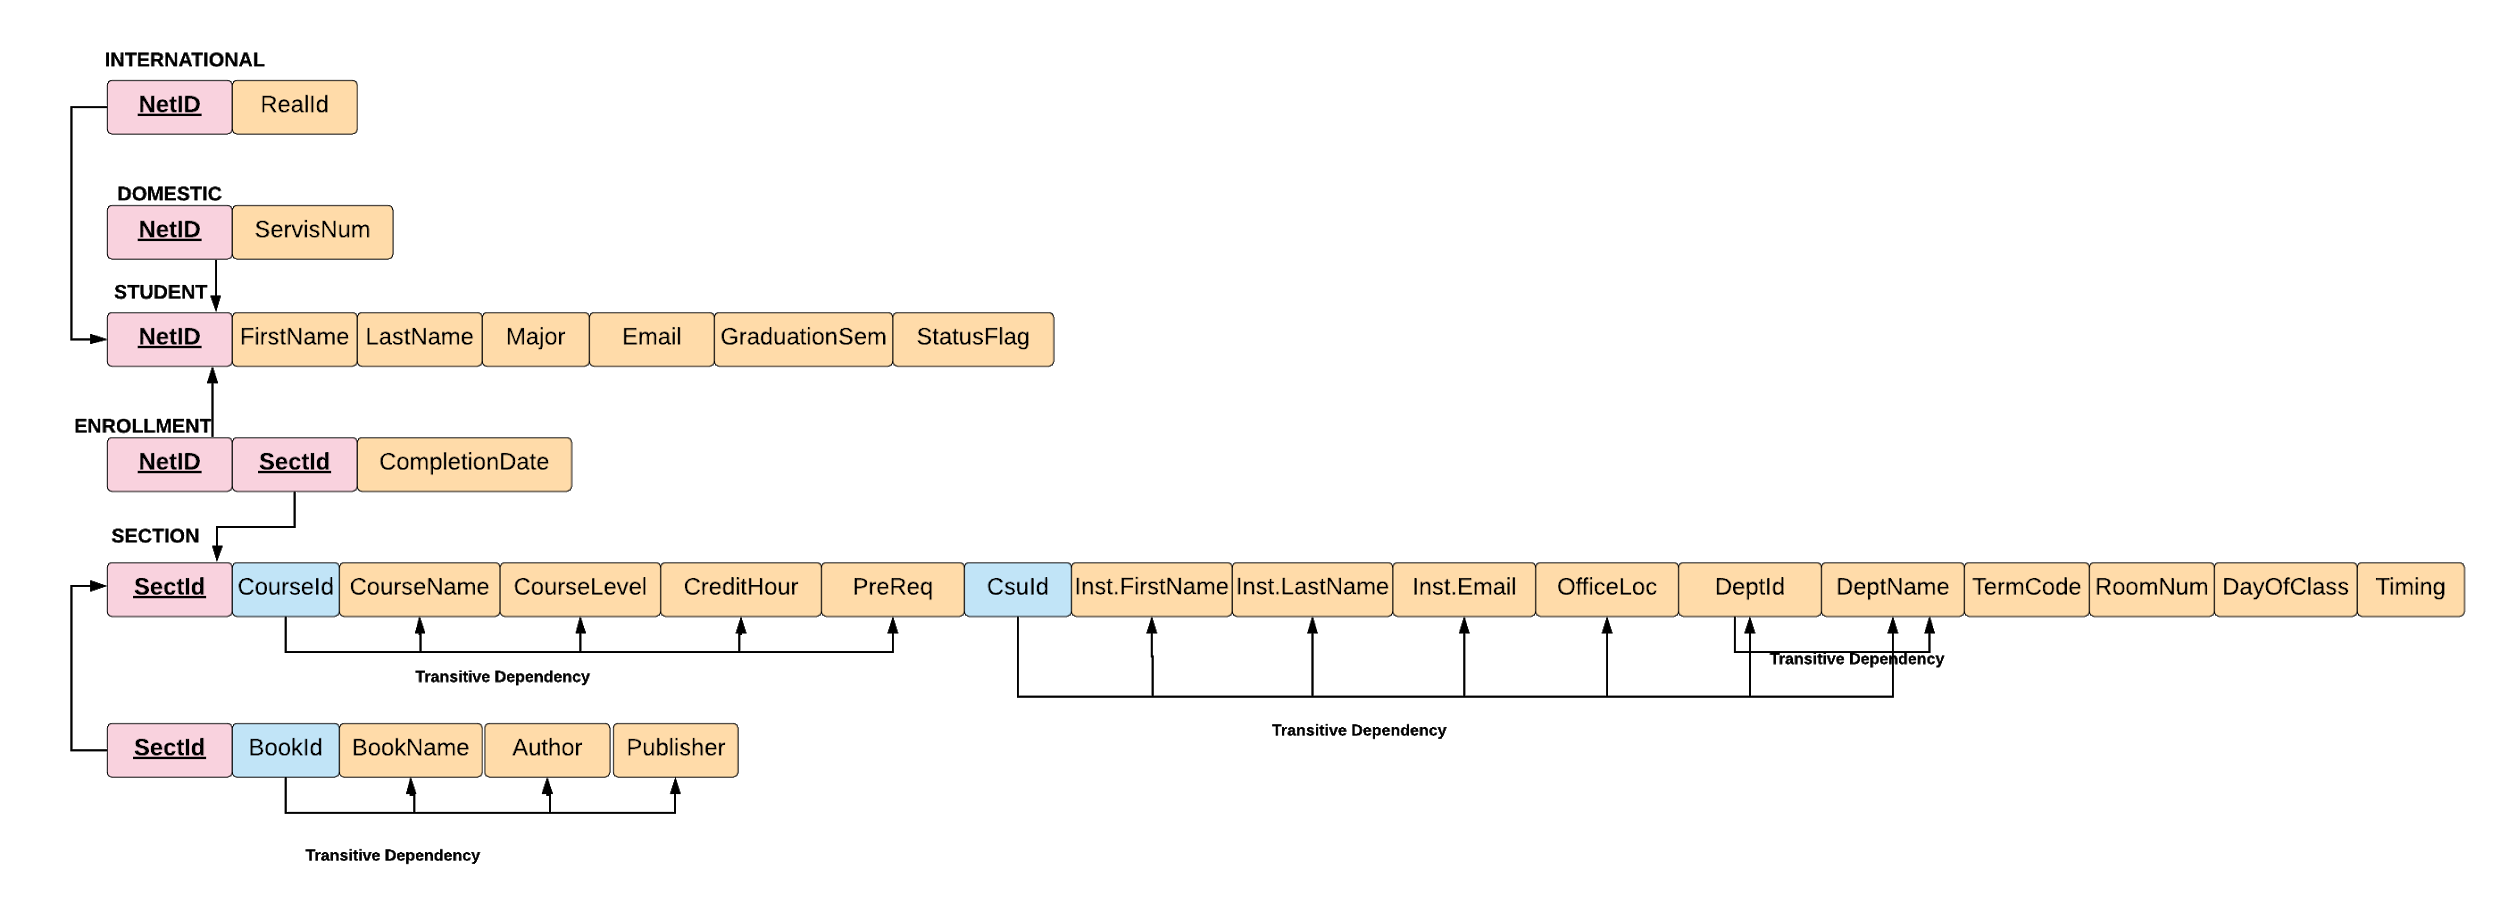 INTERNATIONAL
NetID RealId
DOMESTIC
NetID ServisNum
STUDENT
NetID FirstName LastName Major Email GraduationSem StatusFlag
ENROLLMENT
NetID SectId CompletionDate
SECTION
SectId CourseId CourseName CourseLevel CreditHour PreReq CsuId Inst.FirstName Inst.LastName Inst.Email OfficeLoc DeptId DeptName TermCode RoomNum DayOfClass Timing
Transitive Dependency
Transitive Dependency
Transitive Dependency
SectId BookId BookName Author Publisher
Transitive Dependency